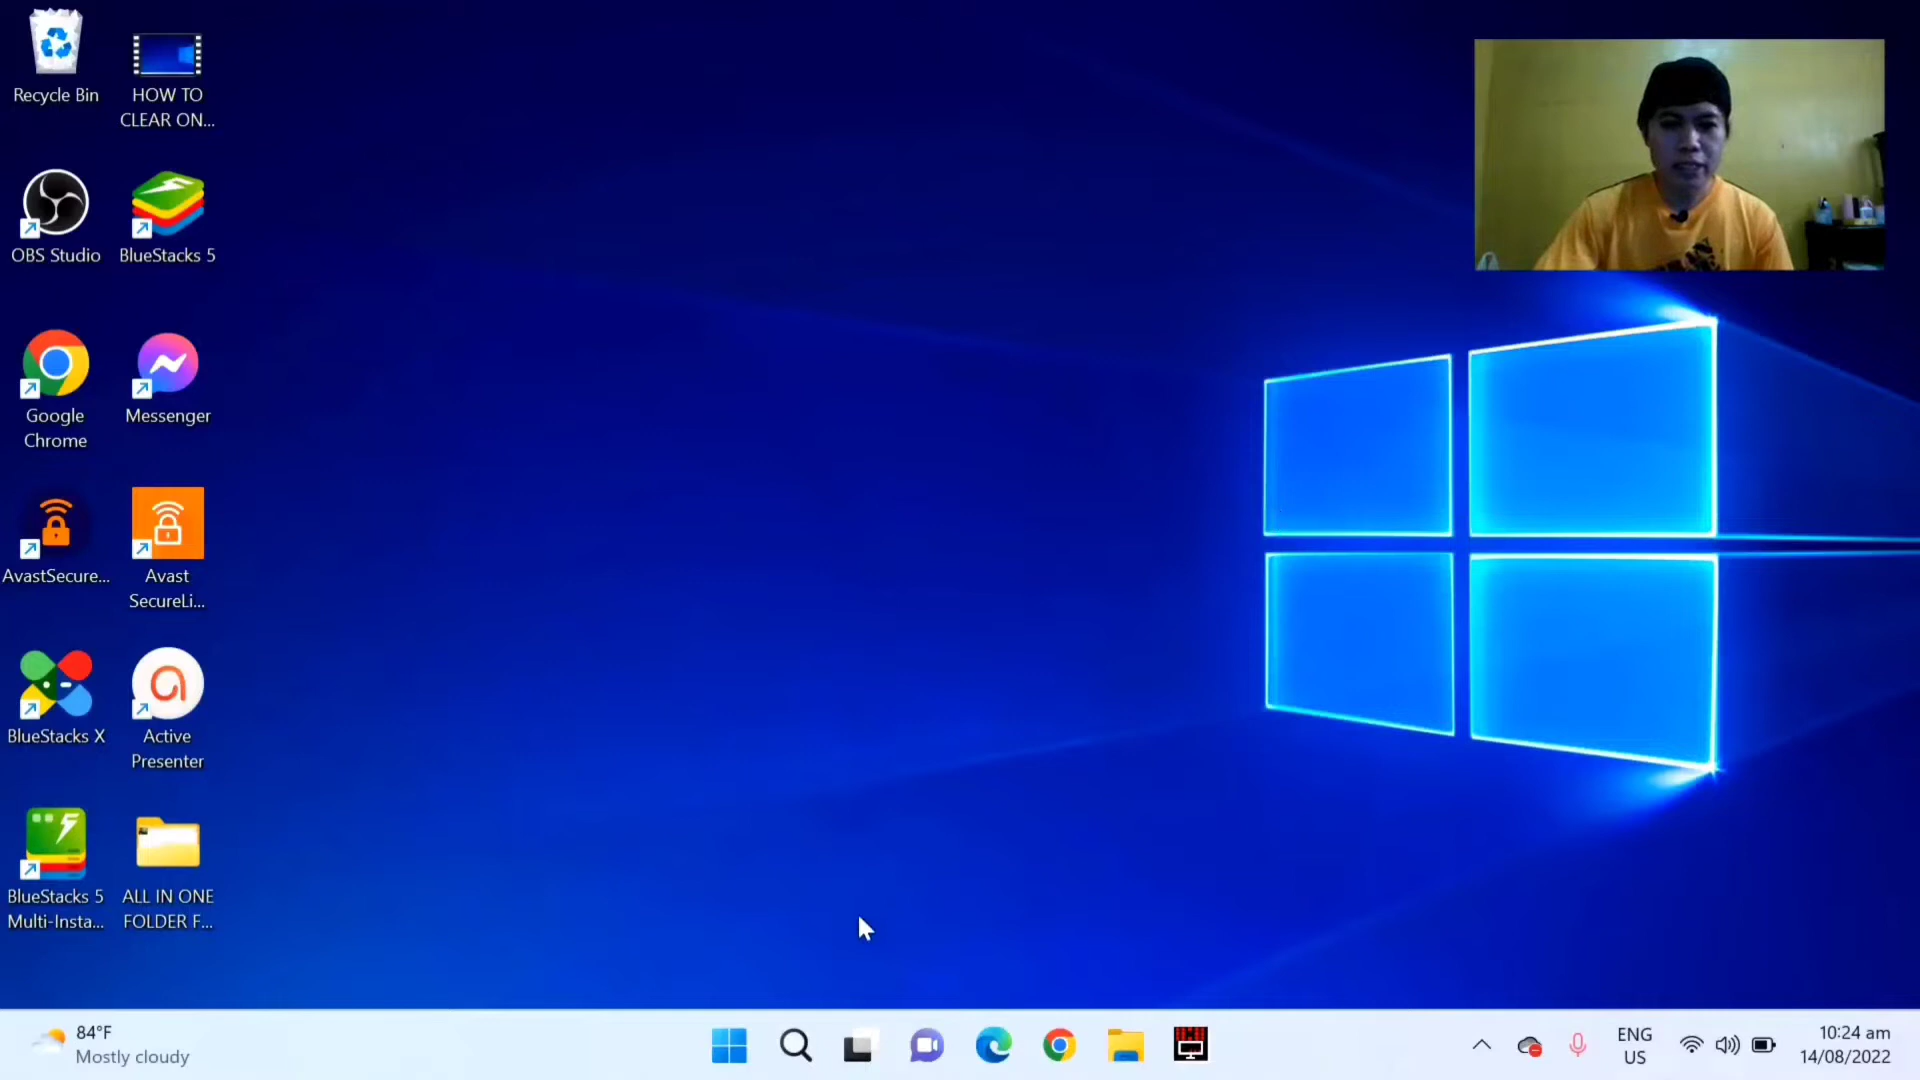 Recycle Bin
HOW TO
CLEAR ON...
OBS Studio
BlueStacks 5
Google
Chrome
Messenger
AvastSecure...
Avast
SecureLi...
BlueStacks X
Active
Presenter
BlueStacks 5
Multi-Insta...
ALL IN ONE
FOLDER F...
84°F
Mostly cloudy
ENG
US
10:24 am
14/08/2022